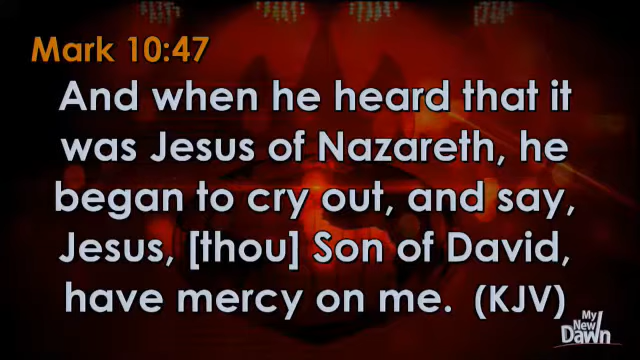 Mark 10:47
And when he heard that it
was Jesus of Nazareth, he
began to cry out, and say,
Jesus, [thou] Son of David,
have mercy on me. (KJV)
My
New
Dawn